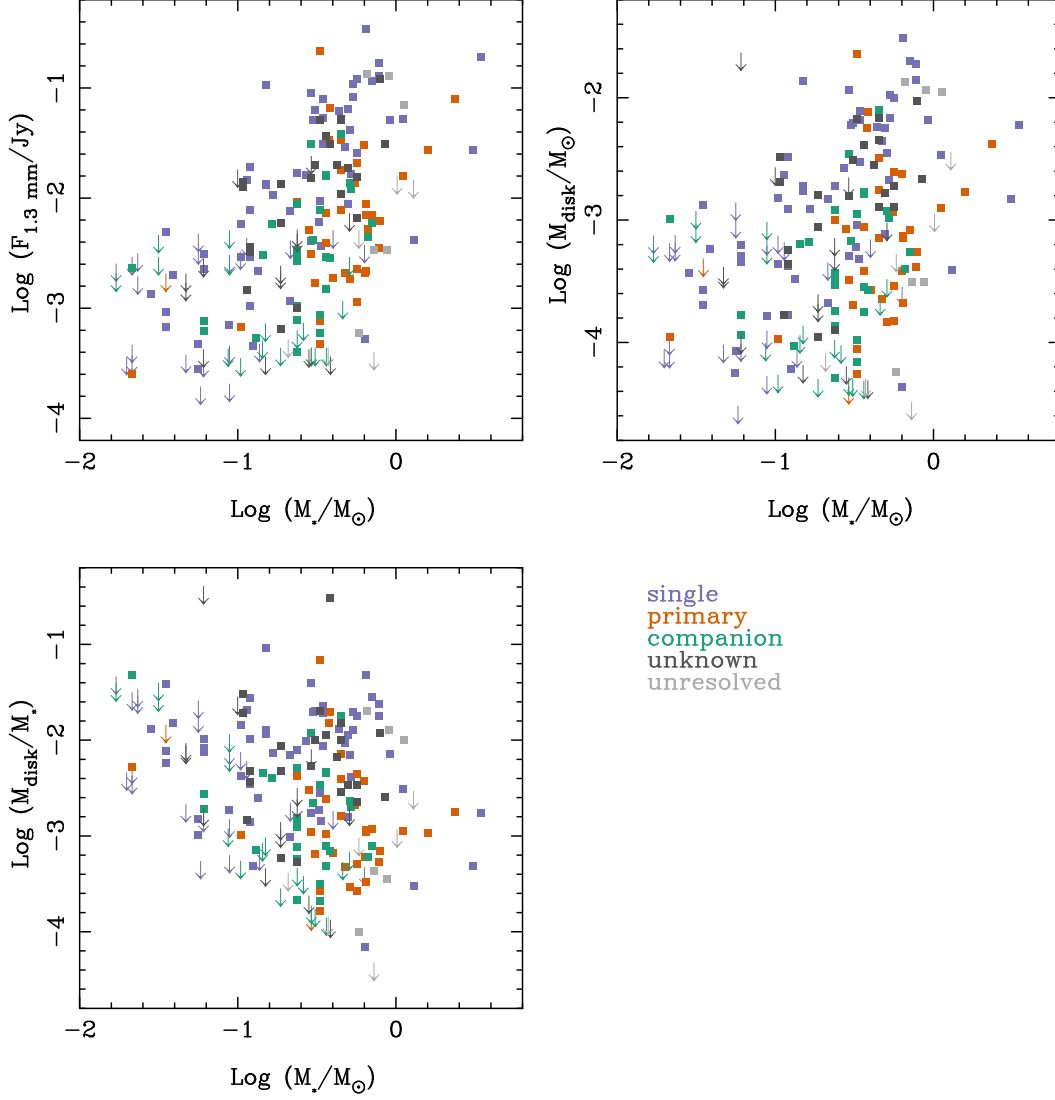 Log (F1.3 mm/Jy)
−1
−2
−3
−4
−2
−1
0
Log (M*/M⊙)
Log (Mdisk/M⊙)
−2
−3
−4
−2
−1
0
Log (M*/M⊙)
Log (Mdisk/M*)
−1
−2
−3
−4
−2
−1
0
Log (M*/M⊙)
single
primary
companion
unknown
unresolved